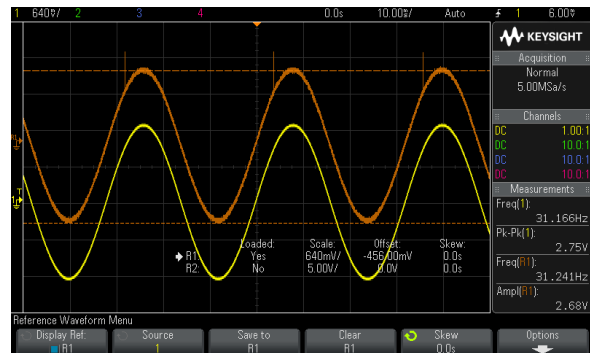 1 640㎷/ 2 3 4 0.0s 10.00㎳/ Auto 1 6.00
KEYSIGHT
Acquisition
Normal
5.00MSa/s
Channels
DC 1.00:1
DC 10.0:1
DC 10.0:1
DC 10.0:1
Measurements
Freq(1):
31.166Hz
Pk-Pk(1):
2.75V
Freq(R1):
31.241Hz
Ampl(R1):
2.68V
R1
T
1
Loaded: Scale: Offset: Skew:
R1: Yes 640mV/ -456.00mV 0.0s
R2: No 5.00V/ 0.0V 0.0s
Reference Waveform Menu
Display Ref: Source Save to Clear Skew Options
R1 1 R1 R1 0.0s